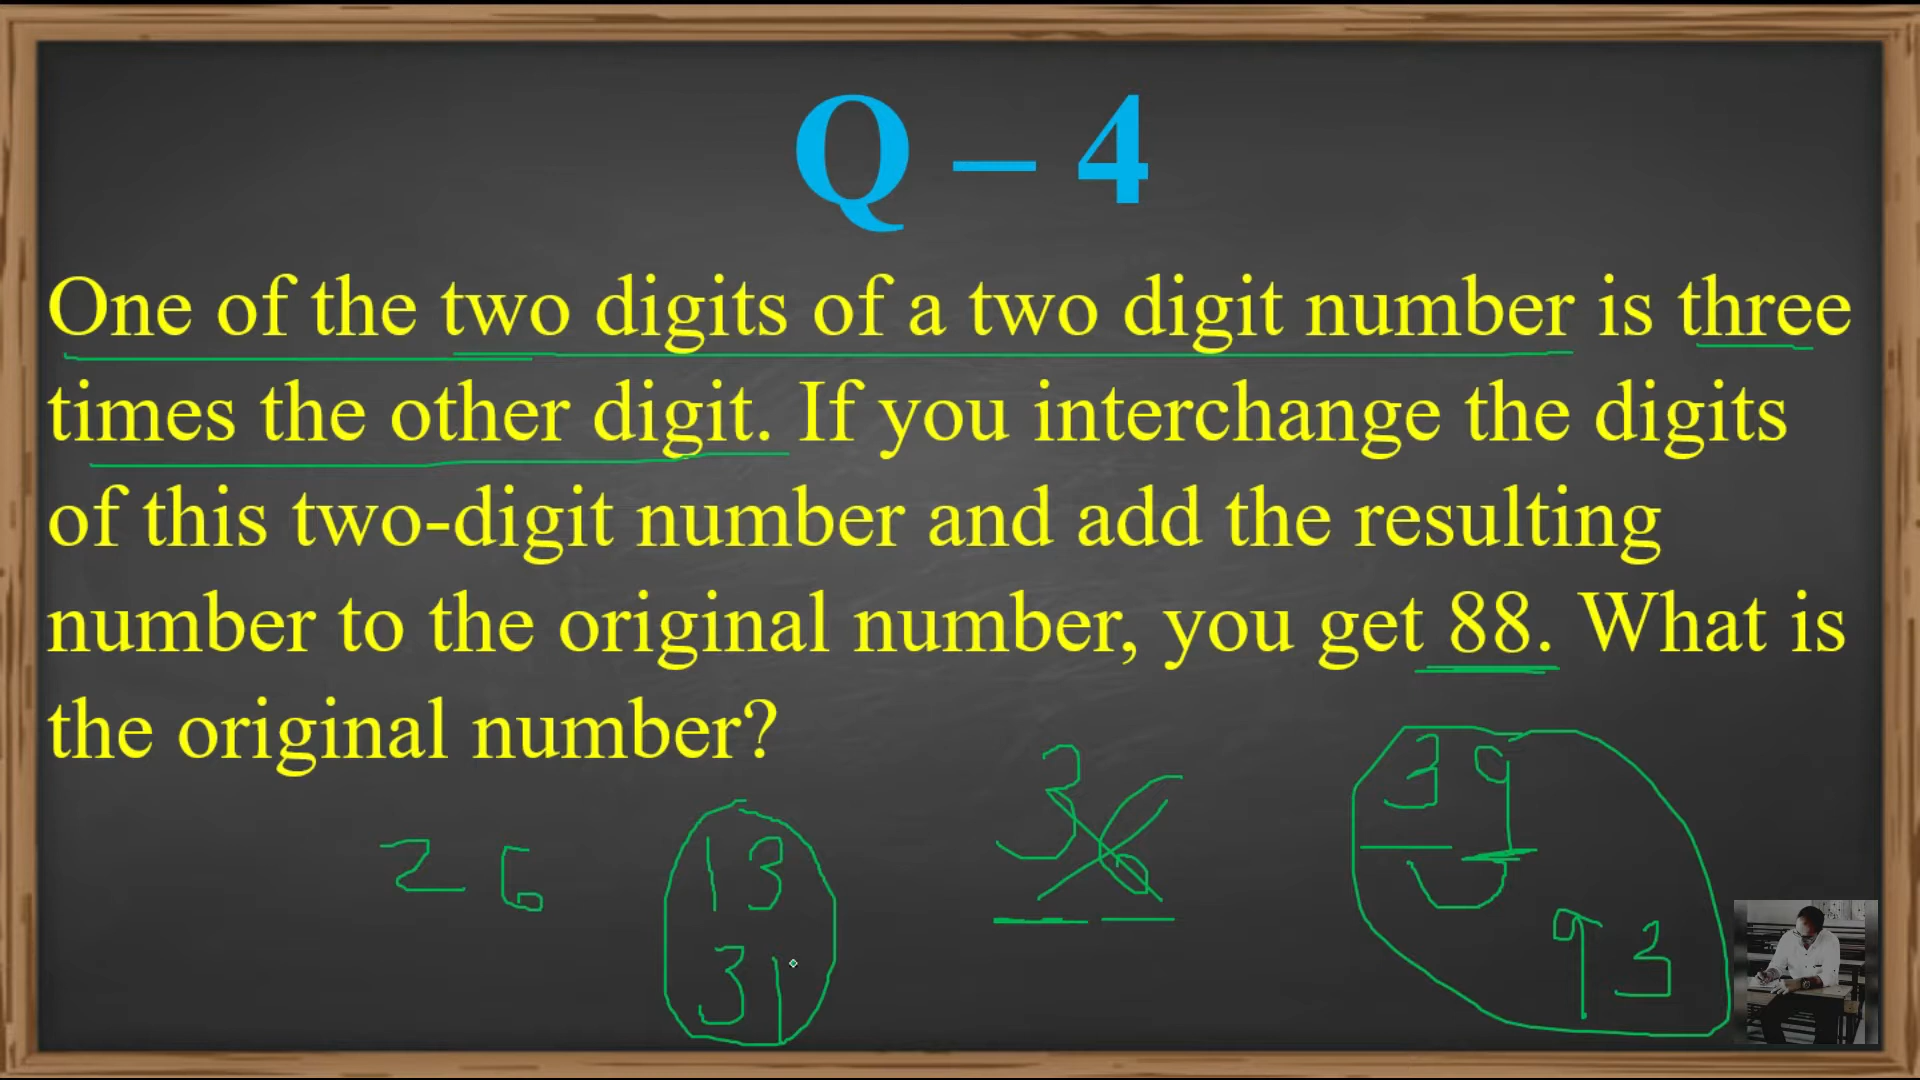 Q – 4
One of the two digits of a two digit number is three
times the other digit. If you interchange the digits
of this two-digit number and add the resulting
number to the original number, you get 88. What is
the original number?
26
13
31
36
39
93